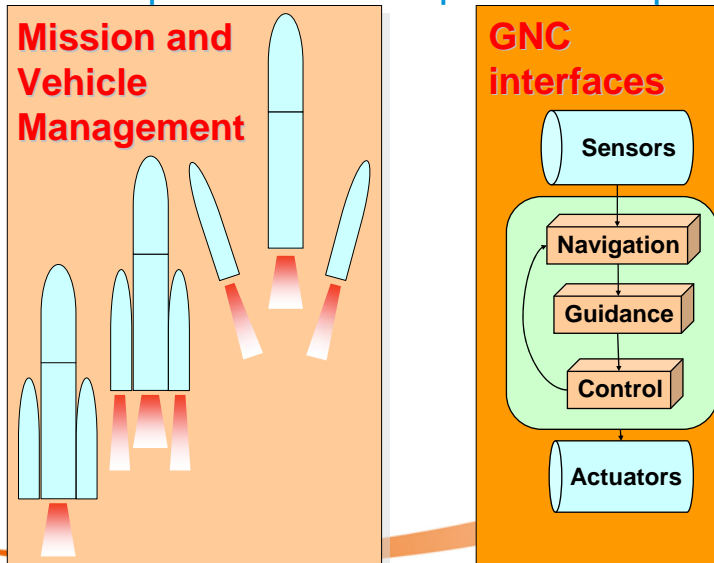 Mission and
Vehicle
Management
GNC
interfaces
Sensors
Navigation
Guidance
Control
Actuators